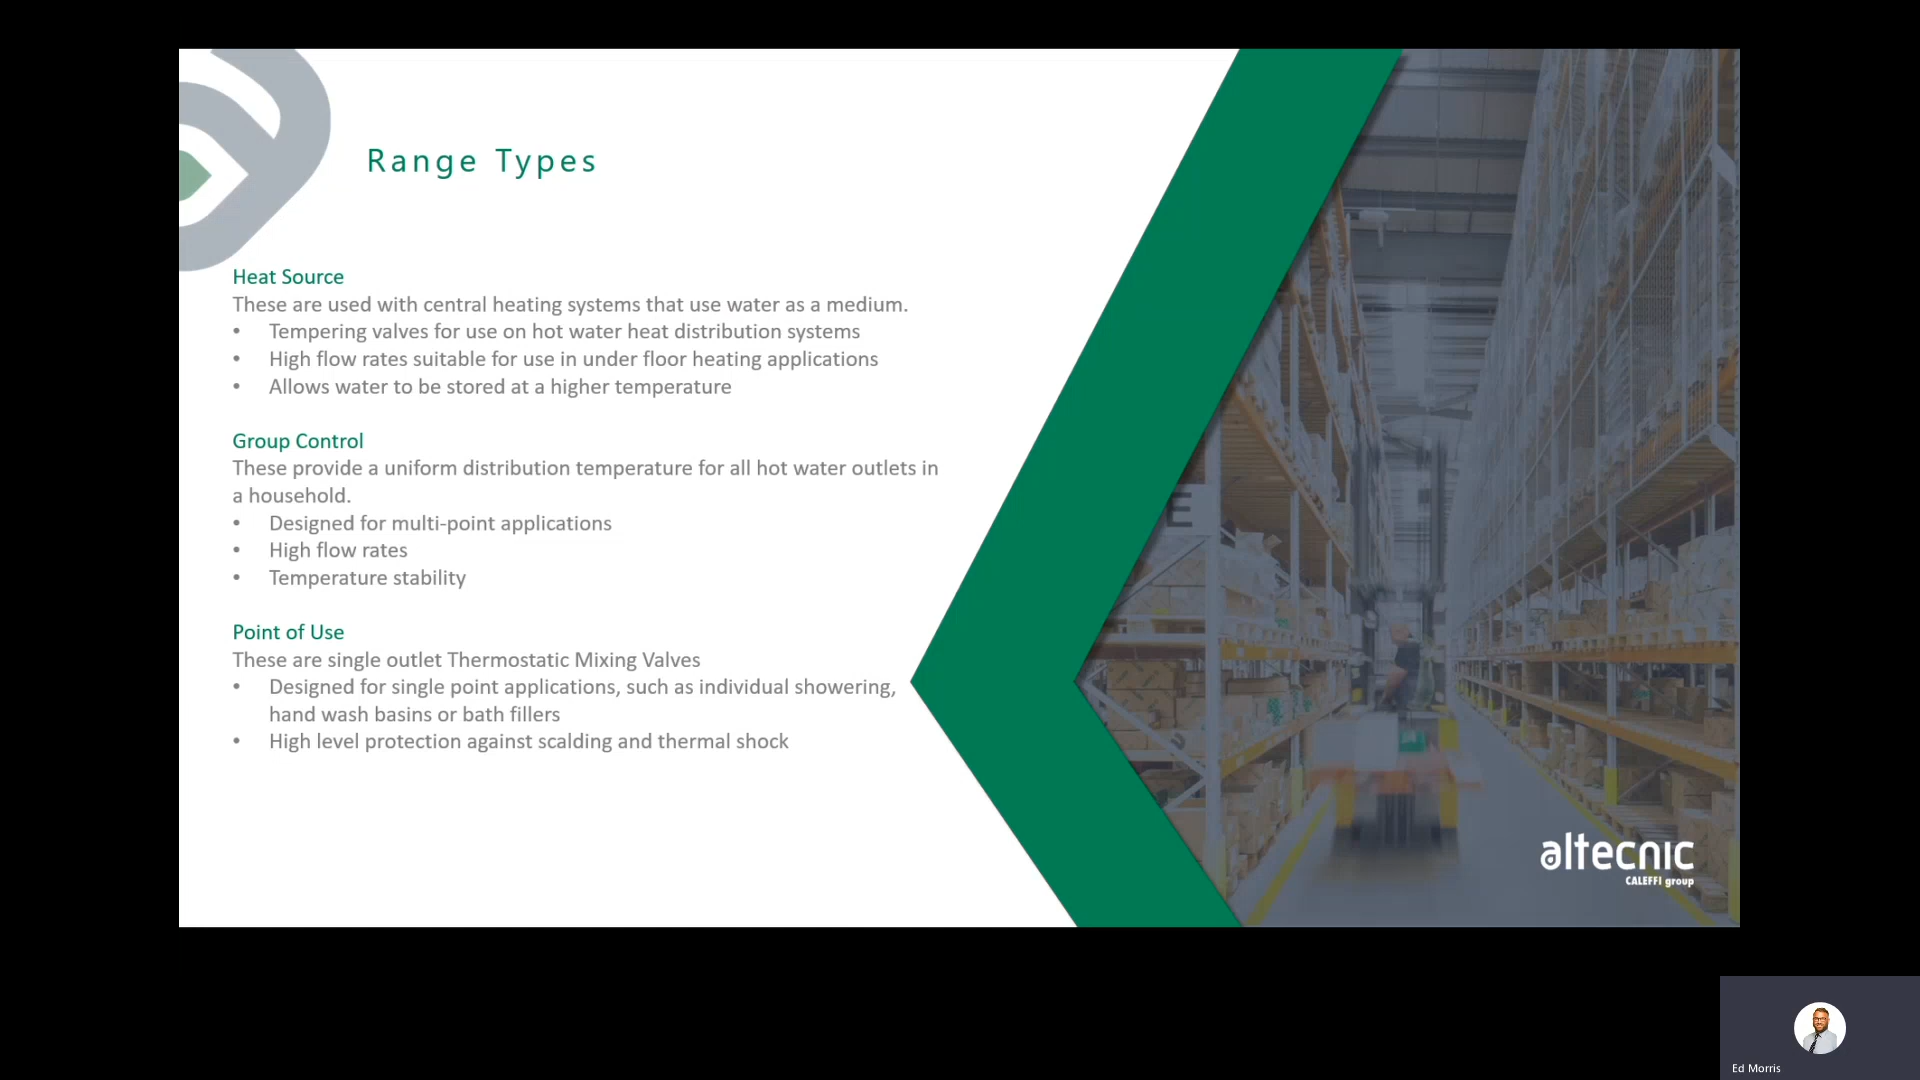 Range Types
Heat Source
These are used with central heating systems that use water as a medium.
• Tempering valves for use on hot water heat distribution systems
• High flow rates suitable for use in under floor heating applications
• Allows water to be stored at a higher temperature
Group Control
These provide a uniform distribution temperature for all hot water outlets in
a household.
• Designed for multi-point applications
• High flow rates
• Temperature stability
Point of Use
These are single outlet Thermostatic Mixing Valves
• Designed for single point applications, such as individual showering,
hand wash basins or bath fillers
• High level protection against scalding and thermal shock
E
altecnic
CALEFFI group
Ed Morris